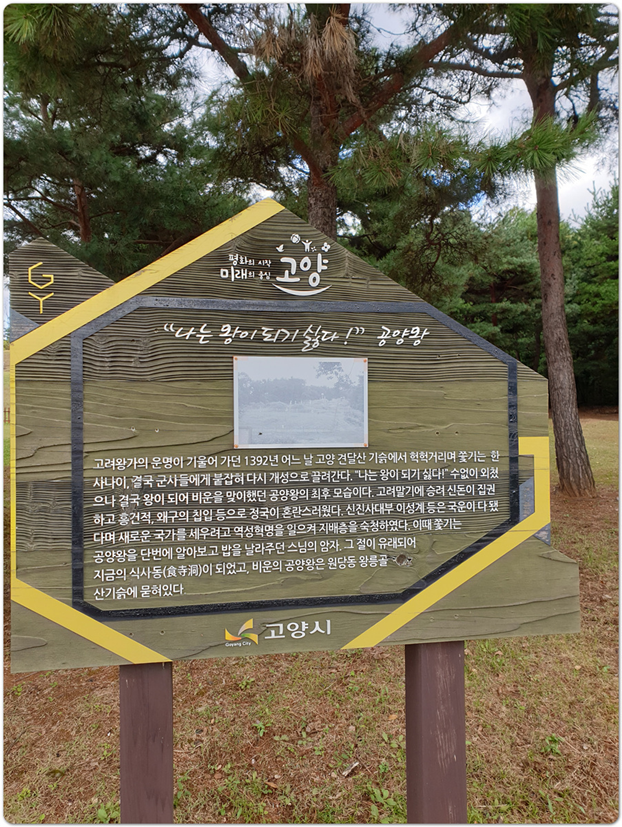 GY
평화의 시작
미래의 중심
고양
“나는 왕이 되기 싫다!” 공양왕
고려왕가의 운명이 기울어 가던 1392년 어느 날 고양 견달산 기슭에서 헉헉거리며 쫓기는 한
사나이, 결국 군사들에게 붙잡혀 다시 개성으로 끌려간다. “나는 왕이 되기 싫다!” 수없이 외쳤
으나 결국 왕이 되어 비운을 맞이했던 공양왕의 최후 모습이다. 고려말기에 승려 신돈이 집권
하고 홍건적, 왜구의 침입 등으로 정국이 혼란스러웠다. 신진사대부 이성계 등은 국운이 다 됐
다며 새로운 국가를 세우려고 역성혁명을 일으켜 지배층을 숙청하였다. 이때 쫓기는
공양왕을 단번에 알아보고 밥을 날라주던 스님의 암자, 그 절이 유래되어
지금의 식사동(食寺洞)이 되었고, 비운의 공양왕은 원당동 왕릉골
산기슭에 묻혀있다.
Goyang City
고양시